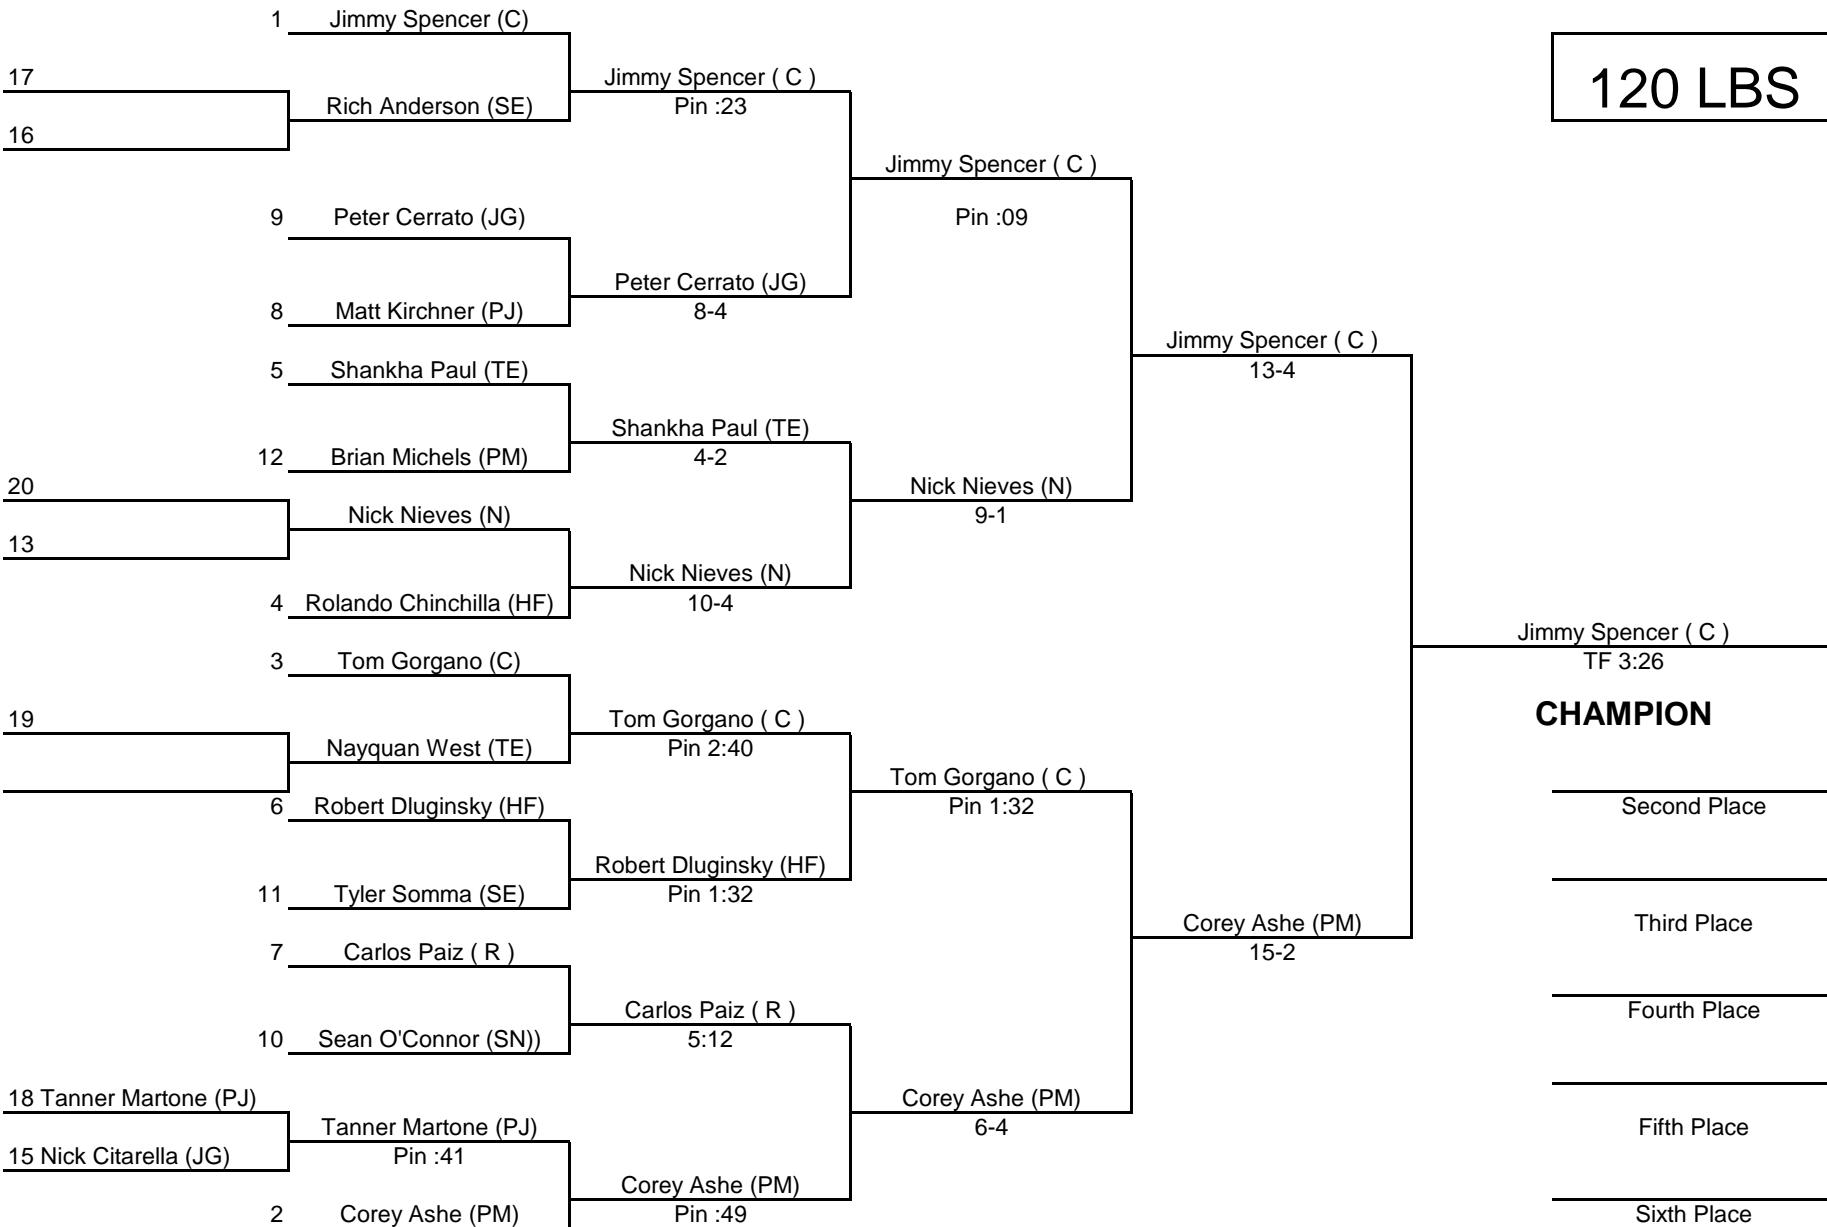 1 Jimmy Spencer (C)
17
Jimmy Spencer ( C )
120 LBS
Rich Anderson (SE)
Pin :23
16
Jimmy Spencer ( C )
9 Peter Cerrato (JG)
Pin :09
Peter Cerrato (JG)
8 Matt Kirchner (PJ)
8-4
Jimmy Spencer ( C )
5 Shankha Paul (TE)
13-4
Shankha Paul (TE)
12 Brian Michels (PM)
4-2
20
Nick Nieves (N)
Nick Nieves (N)
9-1
13
Nick Nieves (N)
4 Rolando Chinchilla (HF)
10-4
Jimmy Spencer ( C )
3 Tom Gorgano (C)
TF 3:26
19
Tom Gorgano ( C )
CHAMPION
Nayquan West (TE)
Pin 2:40
Tom Gorgano ( C )
6 Robert Dluginsky (HF)
Pin 1:32
Second Place
Robert Dluginsky (HF)
11 Tyler Somma (SE)
Pin 1:32
Corey Ashe (PM)
Third Place
7 Carlos Paiz ( R )
15-2
Carlos Paiz ( R )
Fourth Place
10 Sean O'Connor (SN))
5:12
18 Tanner Martone (PJ)
Corey Ashe (PM)
Tanner Martone (PJ)
6-4
Fifth Place
15 Nick Citarella (JG)
Pin :41
Corey Ashe (PM)
2 Corey Ashe (PM)
Pin :49
Sixth Place